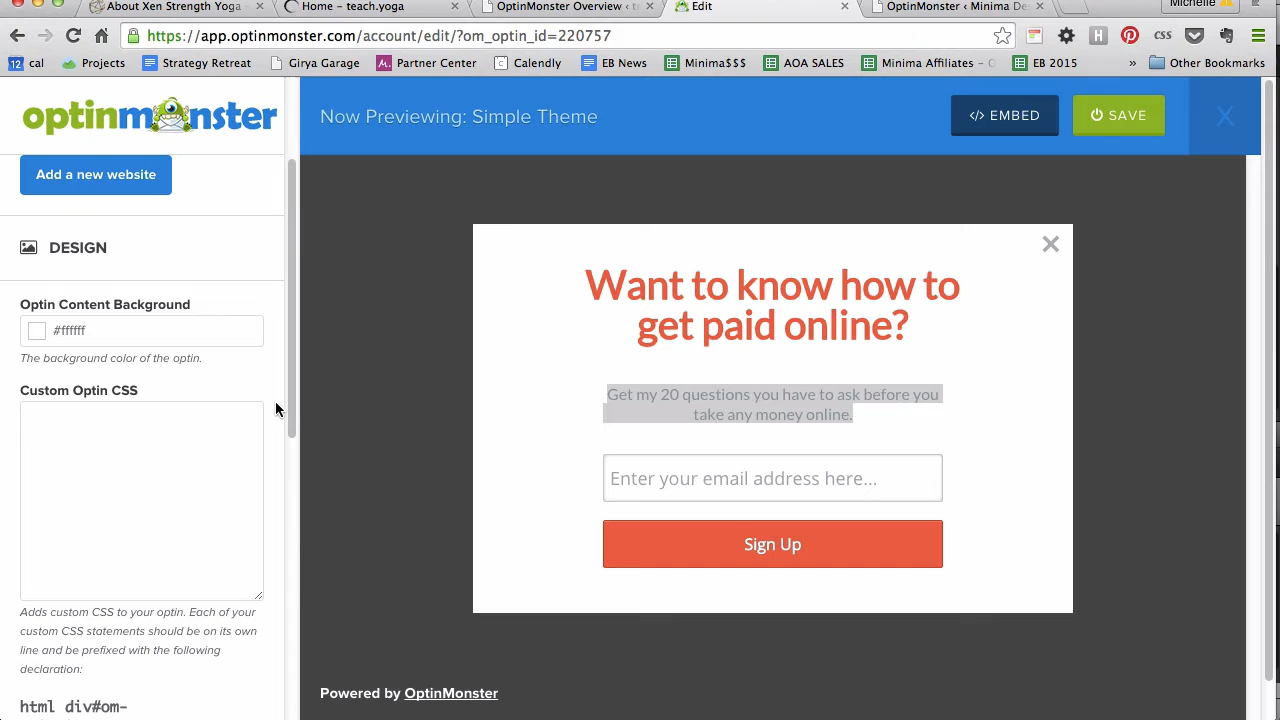 About Xen Strength Yoga
Home – teach.yoga
OptinMonster Overview ‹ t
Edit
OptinMonster ‹ Minima De
Michelle
https://app.optinmonster.com/account/edit/?om_optin_id=220757
H
CSS
12 cal
Projects
Strategy Retreat
Girya Garage
Partner Center
Calendly
EB News
Minima$$$
AOA SALES
Minima Affiliates – O
EB 2015
»
Other Bookmarks
optinmonster
Now Previewing: Simple Theme
</> EMBED
SAVE
X
Add a new website
DESIGN
Optin Content Background
#ffffff
The background color of the optin.
Custom Optin CSS
Adds custom CSS to your optin. Each of your
custom CSS statements should be on its own
line and be prefixed with the following
declaration:
html div#om-
Want to know how to
get paid online?
Get my 20 questions you have to ask before you
take any money online.
Enter your email address here...
Sign Up
Powered by OptinMonster